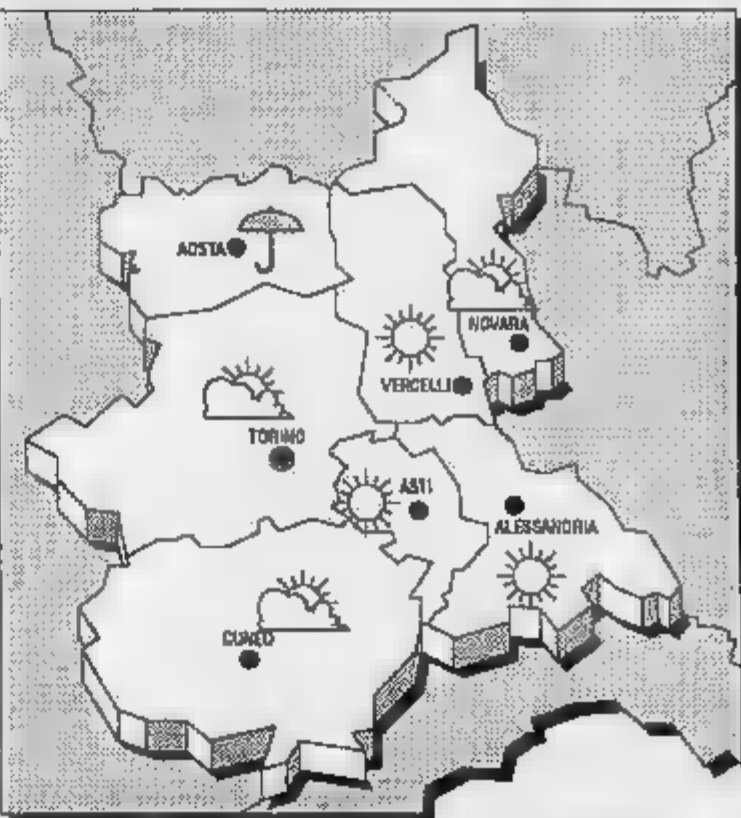 AOSTA
NOVARA
VERCELLI
TORINO
ASTI
ALESSANDRIA
CUNEO